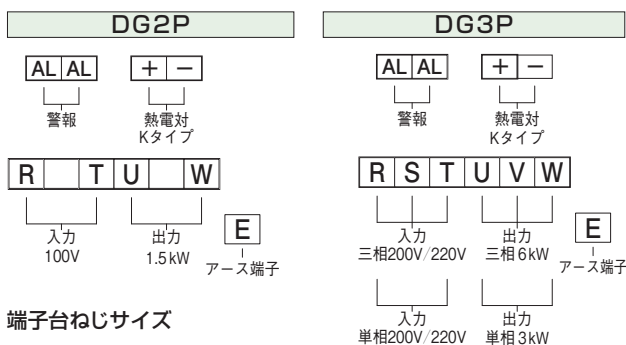 DG2P
AL AL + −
警報 熱電対
Kタイプ
R T U W
入力 出力 E
100V 1.5kW アース端子
端子台ねじサイズ
DG3P
AL AL + −
警報 熱電対
Kタイプ
R S T U V W
入力 出力 E
三相200V/220V 三相6kW アース端子
入力 出力
単相200V/220V 単相3kW